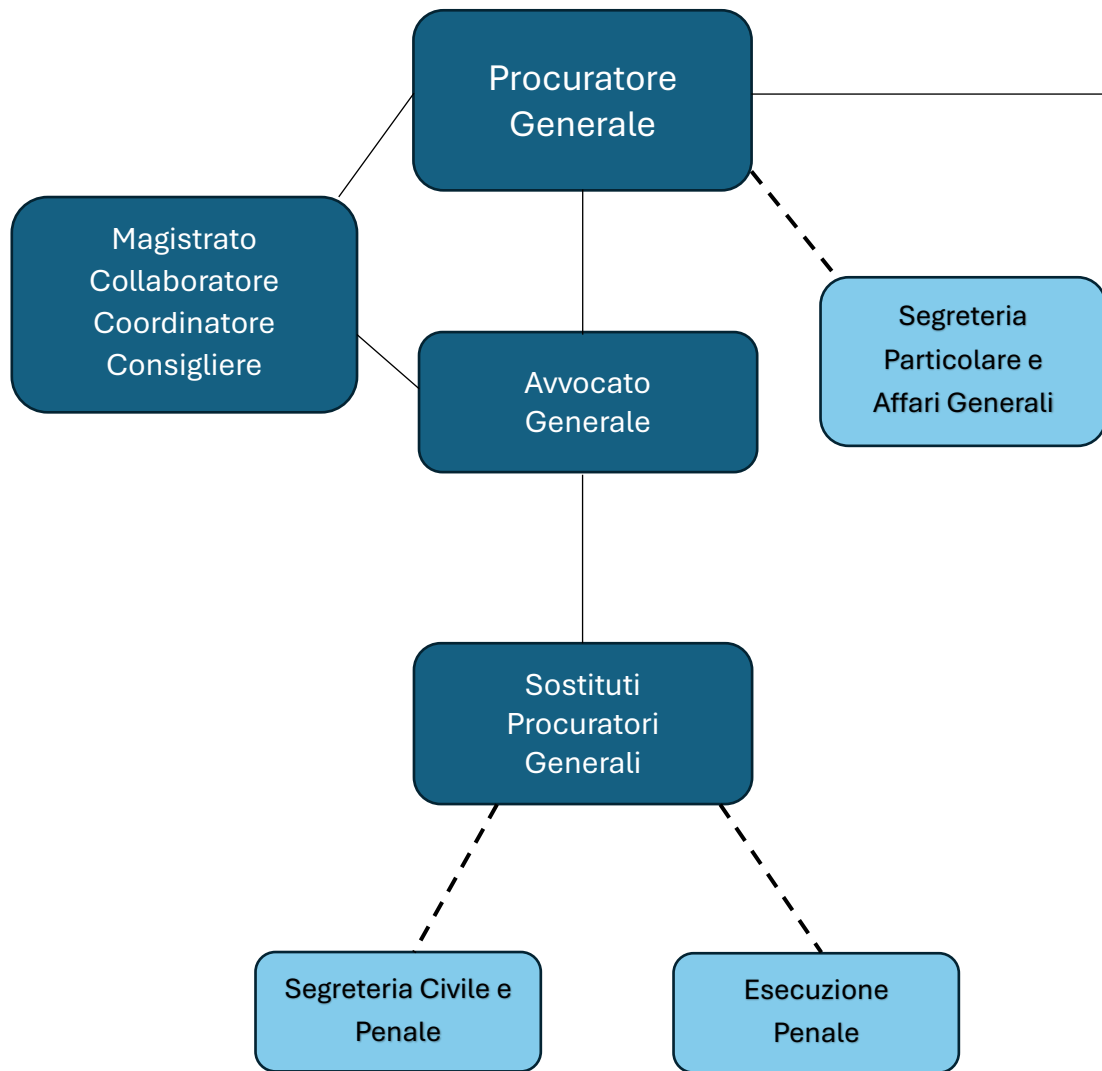 Procuratore
Generale
Magistrato
Collaboratore
Coordinatore
Consigliere
Segreteria
Particolare e
Affari Generali
Avvocato
Generale
Sostituti
Procuratori
Generali
Segreteria Civile e
Penale
Esecuzione
Penale